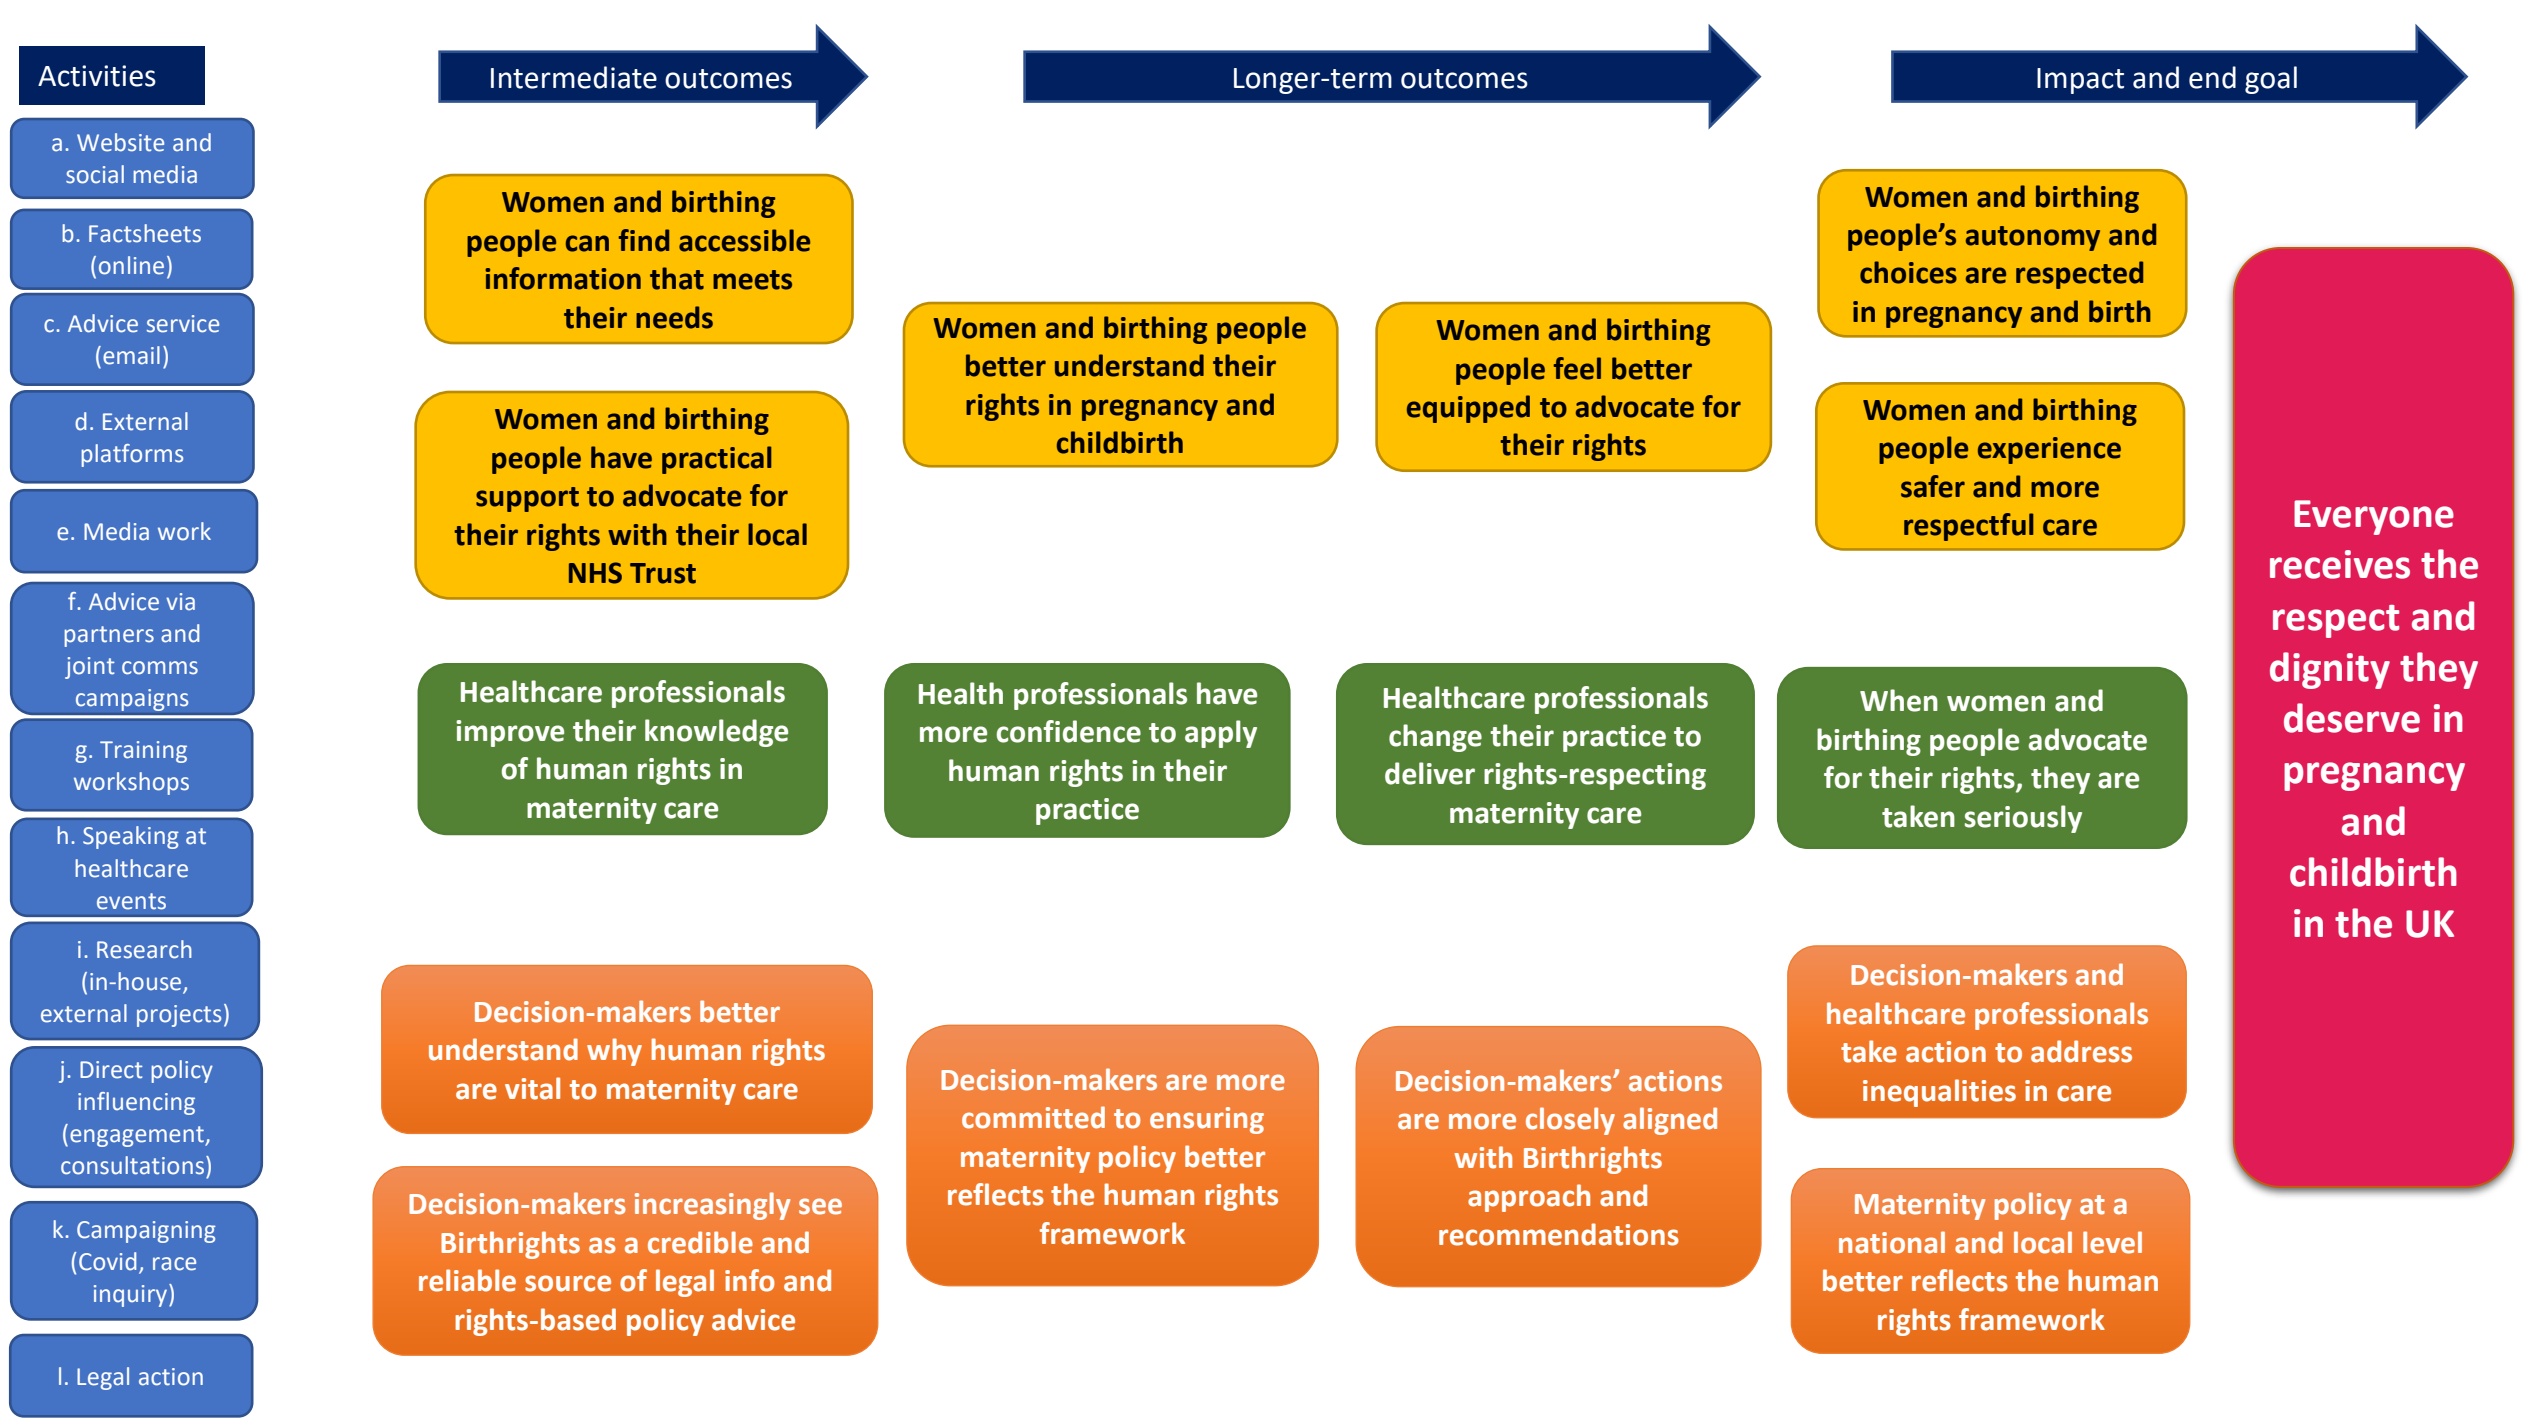 Activities
Intermediate outcomes
Longer-term outcomes
Impact and end goal
a. Website and
social media
b. Factsheets
(online)
c. Advice service
(email)
d. External
platforms
e. Media work
f. Advice via
partners and
joint comms
campaigns
g. Training
workshops
h. Speaking at
healthcare
events
i. Research
(in-house,
external projects)
j. Direct policy
influencing
(engagement,
consultations)
k. Campaigning
(Covid, race
inquiry)
l. Legal action
Women and birthing
people can find accessible
information that meets
their needs
Women and birthing
people have practical
support to advocate for
their rights with their local
NHS Trust
Women and birthing people
better understand their
rights in pregnancy and
childbirth
Women and birthing
people feel better
equipped to advocate for
their rights
Women and birthing
people’s autonomy and
choices are respected
in pregnancy and birth
Women and birthing
people experience
safer and more
respectful care
Healthcare professionals
improve their knowledge
of human rights in
maternity care
Health professionals have
more confidence to apply
human rights in their
practice
Healthcare professionals
change their practice to
deliver rights-respecting
maternity care
When women and
birthing people advocate
for their rights, they are
taken seriously
Decision-makers better
understand why human rights
are vital to maternity care
Decision-makers increasingly see
Birthrights as a credible and
reliable source of legal info and
rights-based policy advice
Decision-makers are more
committed to ensuring
maternity policy better
reflects the human rights
framework
Decision-makers’ actions
are more closely aligned
with Birthrights
approach and
recommendations
Decision-makers and
healthcare professionals
take action to address
inequalities in care
Maternity policy at a
national and local level
better reflects the human
rights framework
Everyone
receives the
respect and
dignity they
deserve in
pregnancy
and
childbirth
in the UK